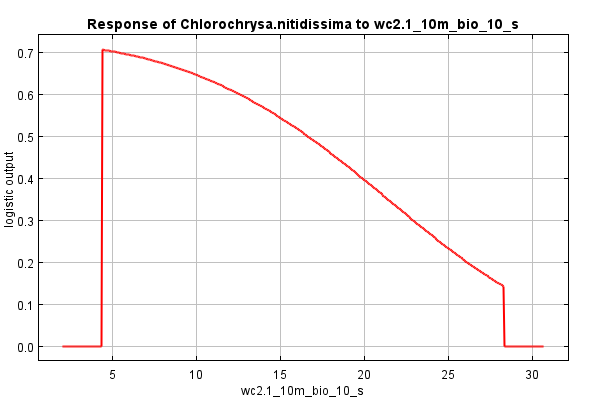 Response of Chlorochrysa.nitidissima to wc2.1_10m_bio_10_s
logistic output
0.7
0.6
0.5
0.4
0.3
0.2
0.1
0.0
5 10 15 20 25 30
wc2.1_10m_bio_10_s